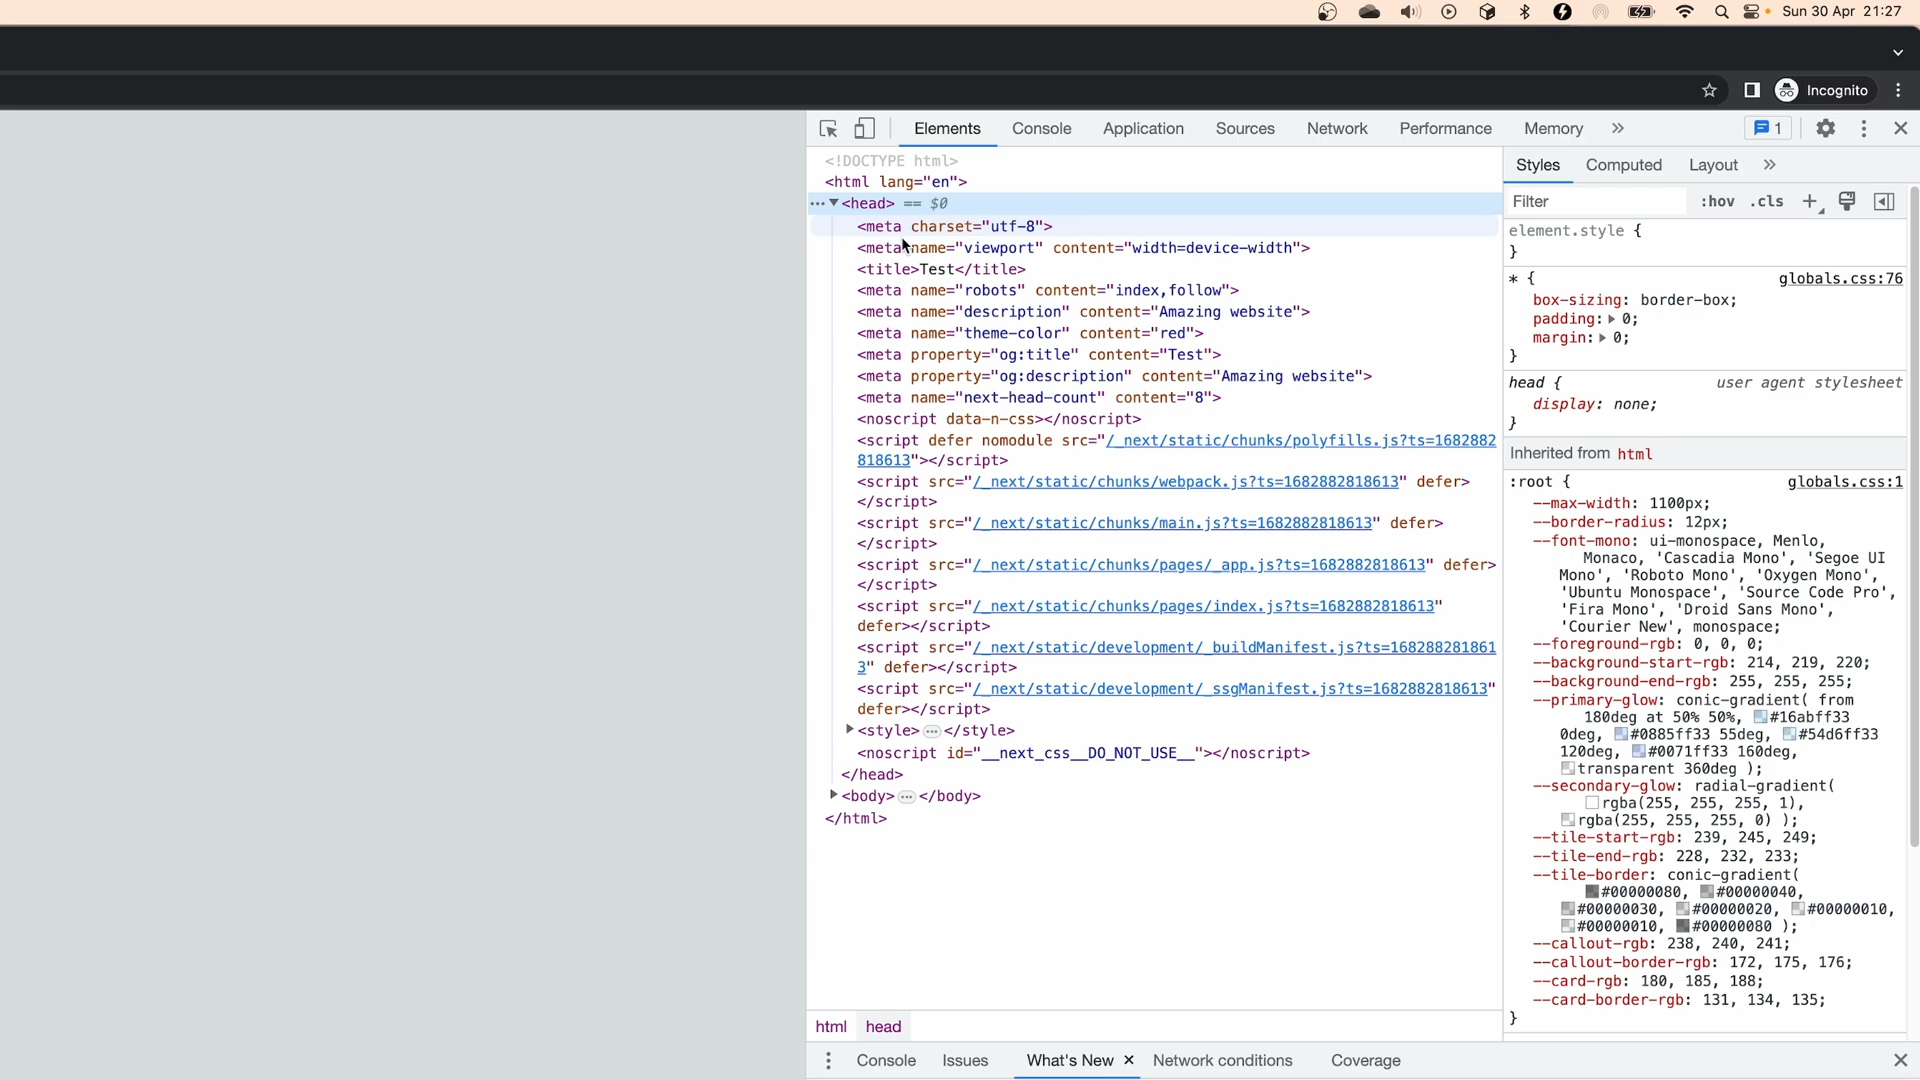 Sun 30 Apr 21:27
Incognito
Elements Console Application Sources Network Performance Memory » 1
<!DOCTYPE html>
<html lang="en">
··· ▼<head> == $0
<meta charset="utf-8">
<meta name="viewport" content="width=device-width">
<title>Test</title>
<meta name="robots" content="index,follow">
<meta name="description" content="Amazing website">
<meta name="theme-color" content="red">
<meta property="og:title" content="Test">
<meta property="og:description" content="Amazing website">
<meta name="next-head-count" content="8">
<noscript data-n-css></noscript>
<script defer nomodule src="/_next/static/chunks/polyfills.js?ts=1682882
818613"></script>
<script src="/_next/static/chunks/webpack.js?ts=1682882818613" defer>
</script>
<script src="/_next/static/chunks/main.js?ts=1682882818613" defer>
</script>
<script src="/_next/static/chunks/pages/_app.js?ts=1682882818613" defer>
</script>
<script src="/_next/static/chunks/pages/index.js?ts=1682882818613"
defer></script>
<script src="/_next/static/development/_buildManifest.js?ts=168288281861
3" defer></script>
<script src="/_next/static/development/_ssgManifest.js?ts=1682882818613"
defer></script>
▶<style>…</style>
<noscript id="__next_css__DO_NOT_USE__"></noscript>
</head>
▶<body>…</body>
</html>
html head
Styles Computed Layout »
Filter :hov .cls +
element.style {
}
* { globals.css:76
box-sizing: border-box;
padding:▶ 0;
margin:▶ 0;
}
head { user agent stylesheet
display: none;
}
Inherited from html
:root { globals.css:1
--max-width: 1100px;
--border-radius: 12px;
--font-mono: ui-monospace, Menlo,
Monaco, 'Cascadia Mono', 'Segoe UI
Mono', 'Roboto Mono', 'Oxygen Mono',
'Ubuntu Monospace', 'Source Code Pro',
'Fira Mono', 'Droid Sans Mono',
'Courier New', monospace;
--foreground-rgb: 0, 0, 0;
--background-start-rgb: 214, 219, 220;
--background-end-rgb: 255, 255, 255;
--primary-glow: conic-gradient( from
180deg at 50% 50%, #16abff33
0deg, #0885ff33 55deg, #54d6ff33
120deg, #0071ff33 160deg,
transparent 360deg );
--secondary-glow: radial-gradient(
rgba(255, 255, 255, 1),
rgba(255, 255, 255, 0) );
--tile-start-rgb: 239, 245, 249;
--tile-end-rgb: 228, 232, 233;
--tile-border: conic-gradient(
#00000080, #00000040,
#00000030, #00000020, #00000010,
#00000010, #00000080 );
--callout-rgb: 238, 240, 241;
--callout-border-rgb: 172, 175, 176;
--card-rgb: 180, 185, 188;
--card-border-rgb: 131, 134, 135;
}
Console Issues What's New × Network conditions Coverage